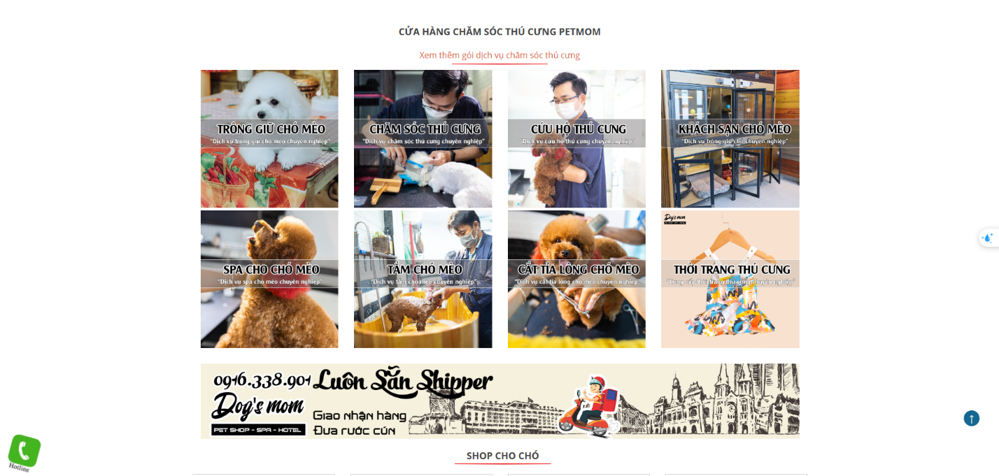 CỬA HÀNG CHĂM SÓC THÚ CƯNG PETMOM
Xem thêm gói dịch vụ chăm sóc thú cưng
TRÔNG GIỮ CHÓ MÈO
"Dịch vụ trông giữ chó mèo chuyên nghiệp"
CHĂM SÓC THÚ CƯNG
"Dịch vụ chăm sóc thú cưng chuyên nghiệp"
CỨU HỘ THÚ CƯNG
"Dịch vụ cứu hộ thú cưng chuyên nghiệp"
KHÁCH SẠN CHÓ MÈO
"Dịch vụ trông giữ chó chuyên nghiệp"
SPA CHO CHÓ MÈO
"Dịch vụ spa chó mèo chuyên nghiệp"
TẮM CHÓ MÈO
"Dịch vụ tắm chó mèo chuyên nghiệp"
CẮT TỈA LÔNG CHÓ MÈO
"Dịch vụ cắt tỉa lông chó mèo chuyên nghiệp"
Dog's mom
PET SHOP - SPA - HOTEL
THỜI TRANG THÚ CƯNG
"Cung cấp thời trang thú cưng chuyên nghiệp"
0916.338.901
Luôn Sẵn Shipper
Dog's mom
PET SHOP - SPA - HOTEL
Giao nhận hàng
Đưa rước cún
Hotline
SHOP CHO CHÓ